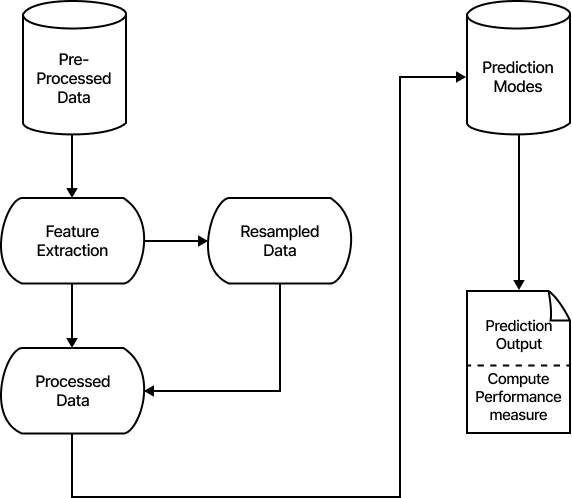 Pre-
Processed
Data
Feature
Extraction
Resampled
Data
Processed
Data
Prediction
Modes
Prediction
Output
Compute
Performance
measure